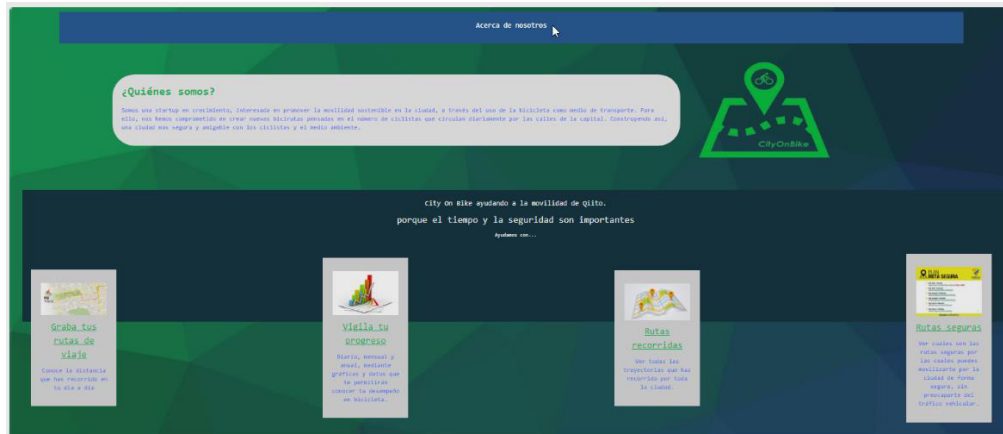 Acerca de nosotros
¿Quiénes somos?
Somos una startup en crecimiento, interesada en promover la movilidad sostenible en la ciudad, a través del uso de la bicicleta como medio de transporte. Para
ello, nos hemos comprometido en crear nuevas bicirutas pensadas en el número de ciclistas que circulan diariamente por las calles de la capital. Construyendo así,
una ciudad mas segura y amigable con los ciclistas y el medio ambiente.
CityOnBike
City On Bike ayudando a la movilidad de Qiito.
porque el tiempo y la seguridad son importantes
Ayudamos con...
Graba tus
rutas de
viaje
Conoce la distancia
que has recorrido en
tu día a día
Vigila tu
progreso
Diario, mensual y
anual, mediante
gráficas y datos que
te permitiras
conocer tu desempeño
en bicicleta.
Rutas
recorridas
Ver todas las
trayectorias que has
recorrido por toda
la ciudad.
PLAN
RUTA SEGURA
Rutas seguras
Ver cuales son las
rutas seguras por
las cuales puedes
movilizarte por la
ciudad de forma
segura, sin
preocuparte del
tráfico vehicular.